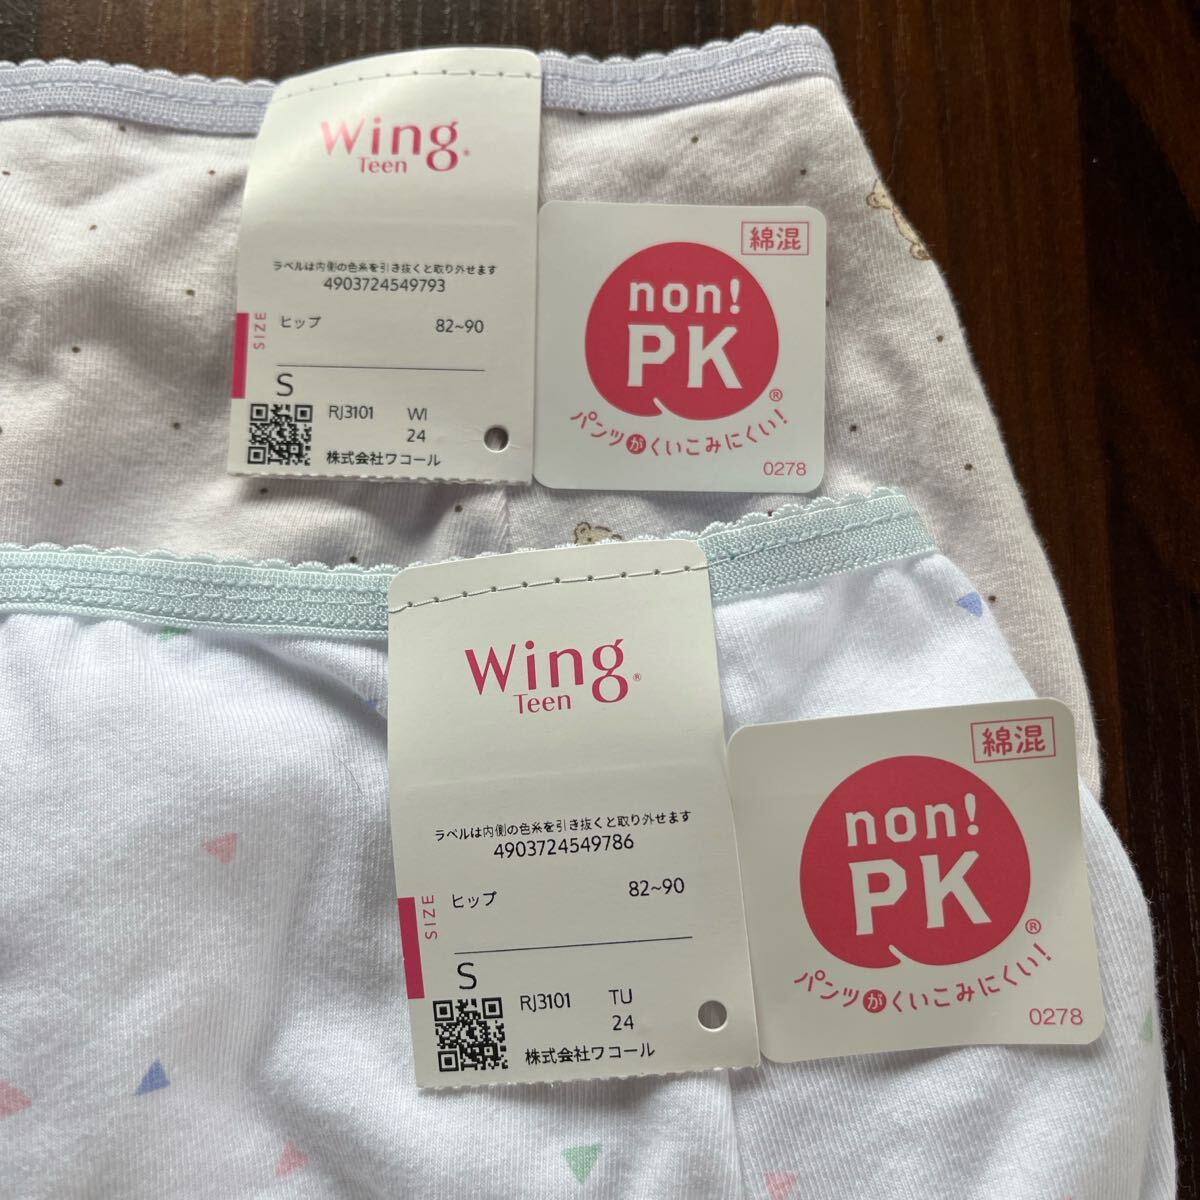 Wing®
Teen
ラベルは内側の色糸を引き抜くと取り外せます
4903724549793
SIZE
ヒップ 82~90
S
RJ3101 WI
24
株式会社ワコール
綿混
non!
PK®
パンツがくいこみにくい!
0278
Wing®
Teen
ラベルは内側の色糸を引き抜くと取り外せます
4903724549786
SIZE
ヒップ 82~90
S
RJ3101 TU
24
株式会社ワコール
綿混
non!
PK®
パンツがくいこみにくい!
0278